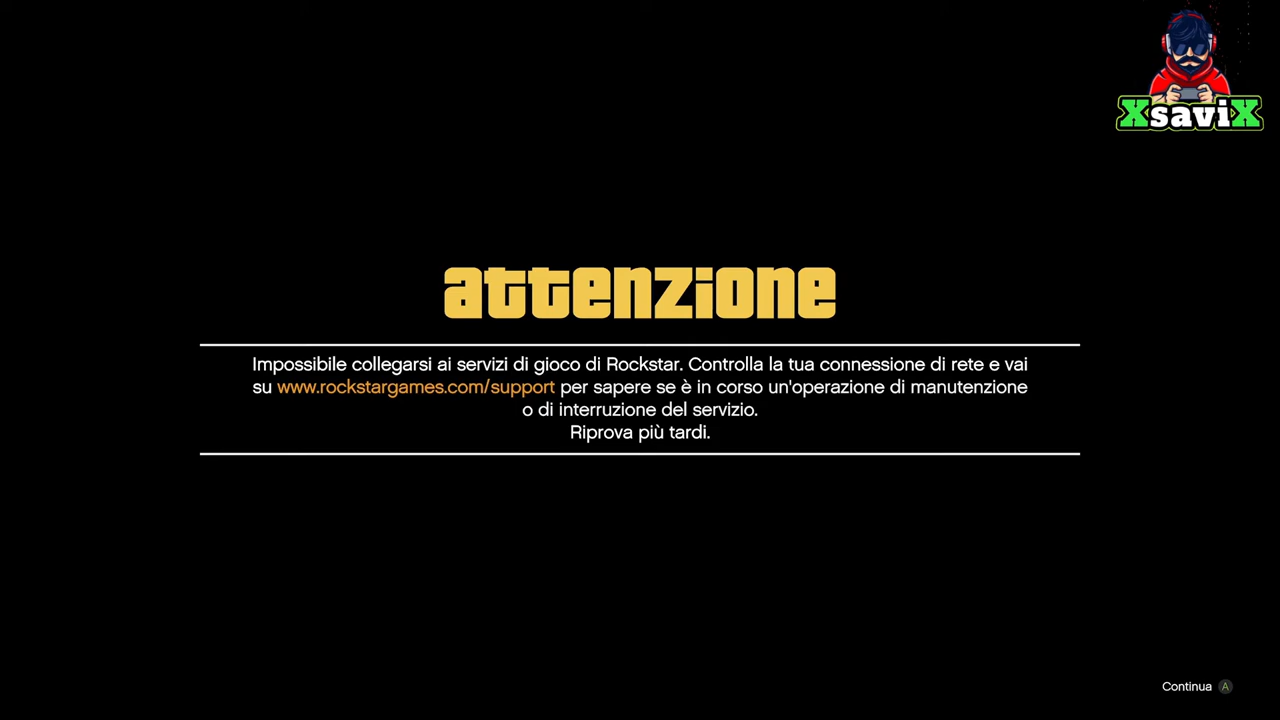 XsaviX
attenzione
Impossibile collegarsi ai servizi di gioco di Rockstar. Controlla la tua connessione di rete e vai
su www.rockstargames.com/support per sapere se è in corso un'operazione di manutenzione
o di interruzione del servizio.
Riprova più tardi.
Continua A